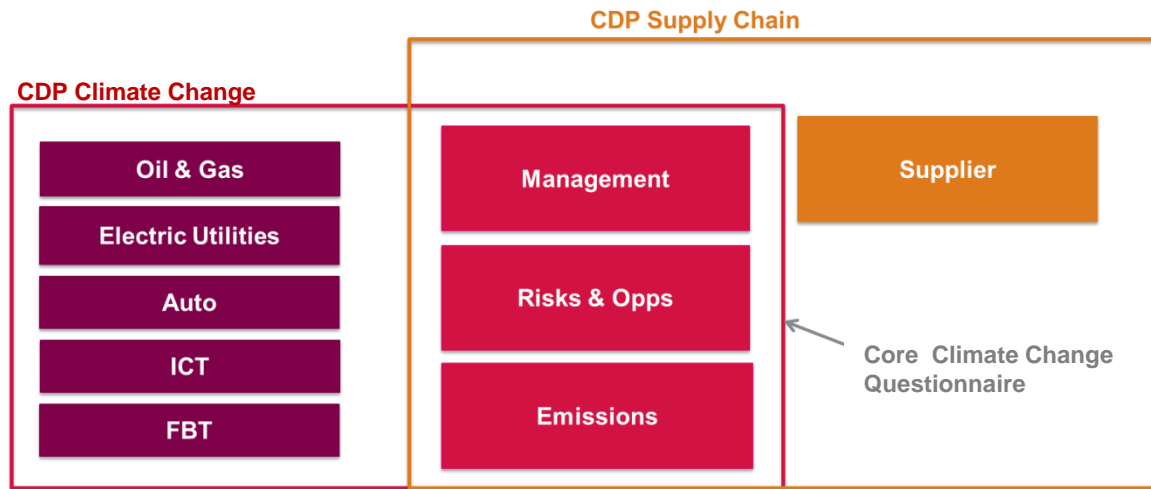 CDP Supply Chain
CDP Climate Change
Oil & Gas
Electric Utilities
Auto
ICT
FBT
Management
Risks & Opps
Emissions
Supplier
Core Climate Change
Questionnaire